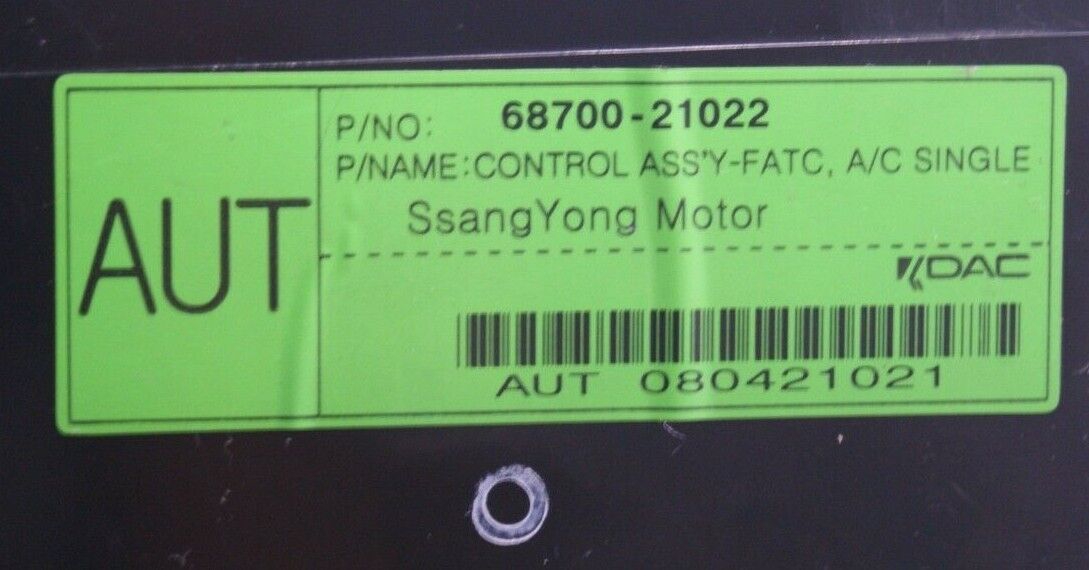 AUT
P/NO: 68700-21022
P/NAME:CONTROL ASS'Y-FATC, A/C SINGLE
SsangYong Motor
DAC
AUT 080421021